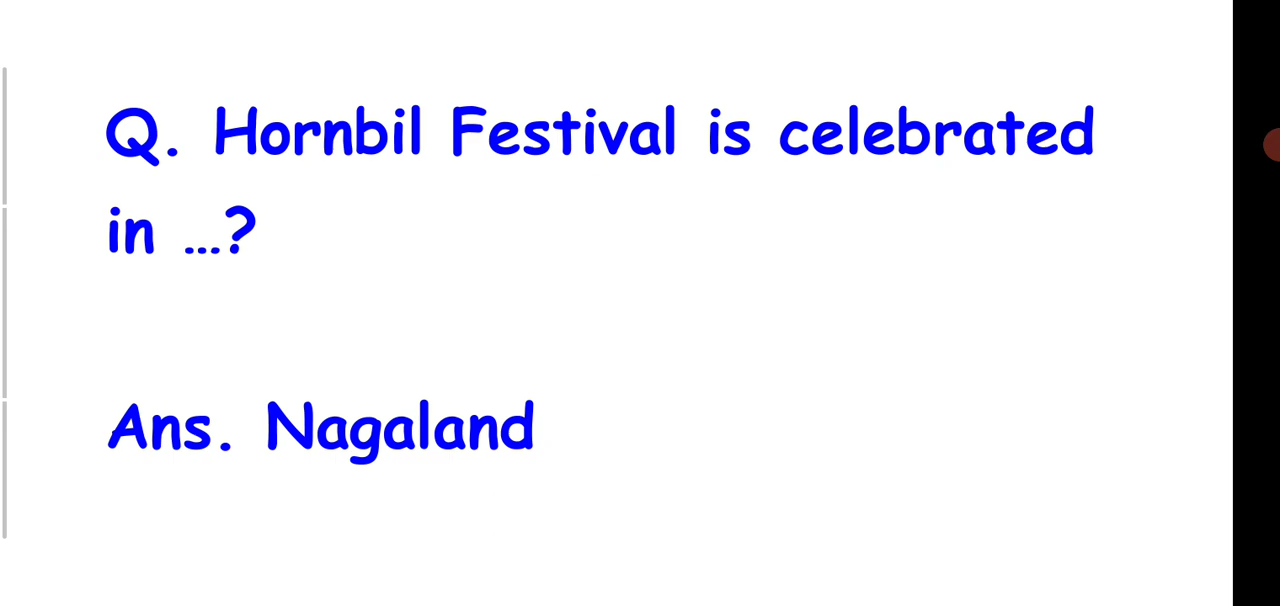 Q. Hornbil Festival is celebrated
in ...?
Ans. Nagaland